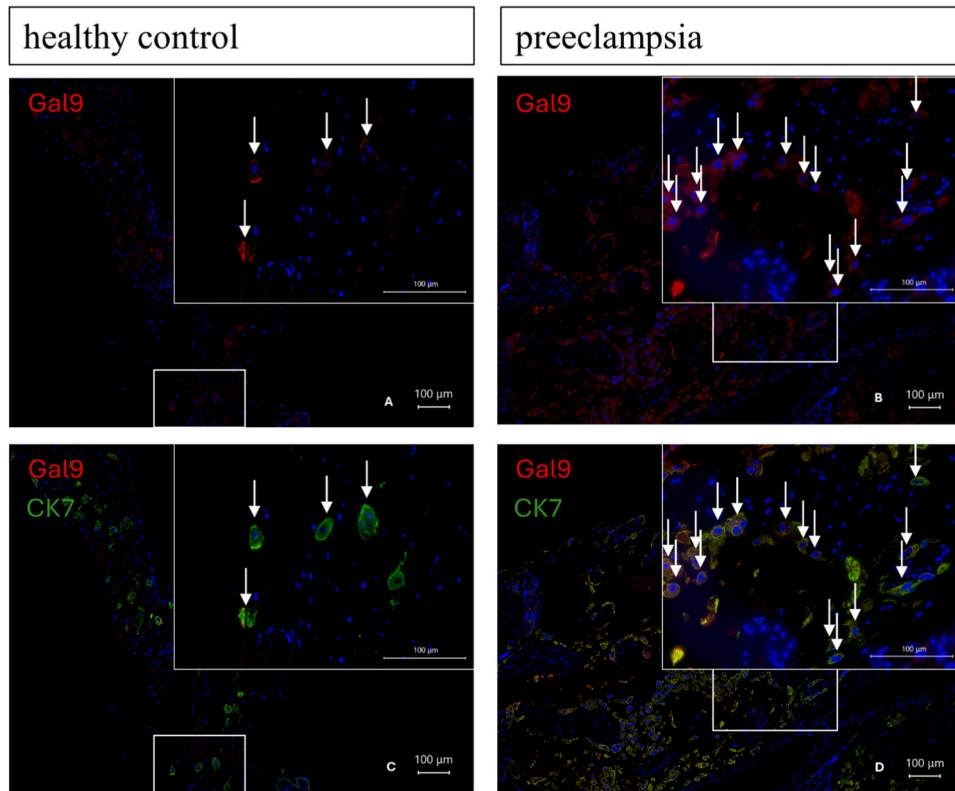 healthy control
preeclampsia
Gal9
100 µm
A
100 µm
Gal9
100 µm
B
100 µm
Gal9
CK7
100 µm
C
100 µm
Gal9
CK7
100 µm
D
100 µm